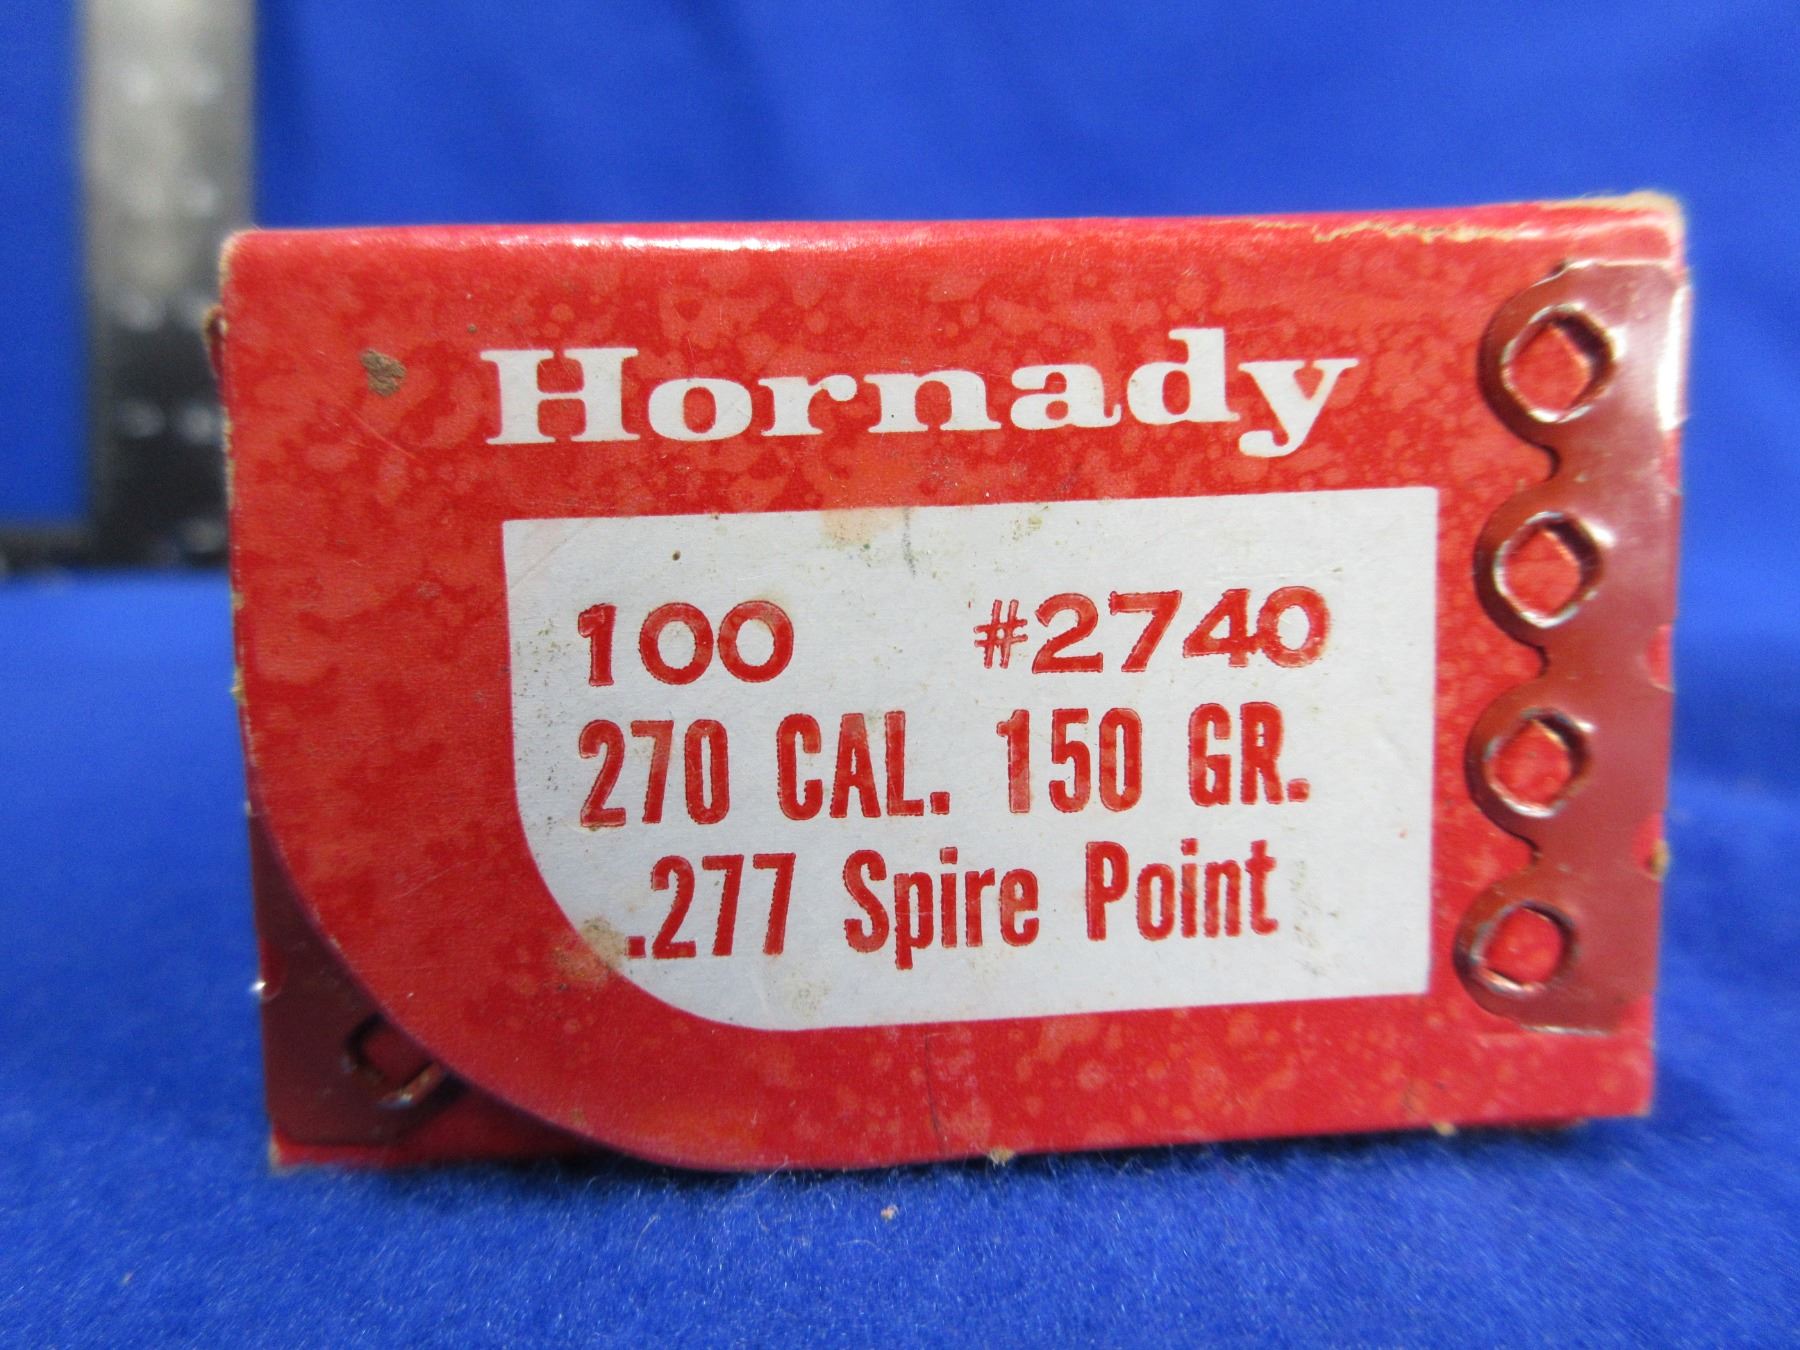 Hornady
100 #2740
270 CAL. 150 GR.
.277 Spire Point